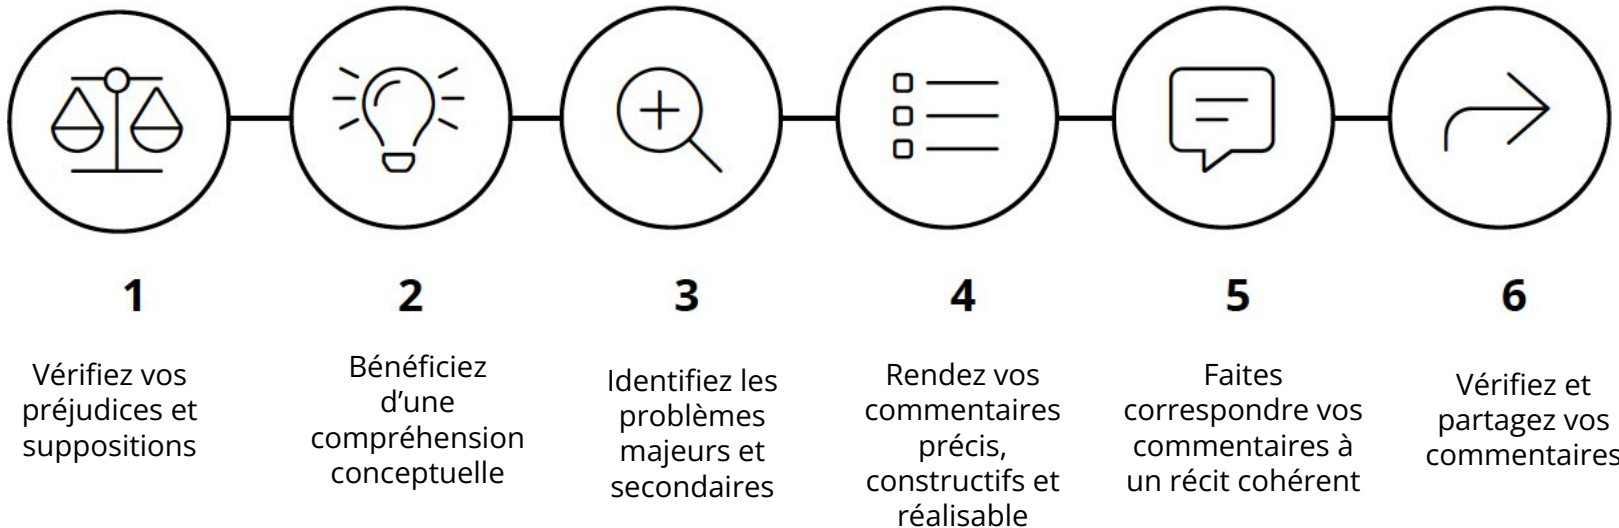 1
Vérifiez vos
préjudices et
suppositions
2
Bénéficiez
d’une
compréhension
conceptuelle
3
Identifiez les
problèmes
majeurs et
secondaires
4
Rendez vos
commentaires
précis,
constructifs et
réalisable
5
Faites
correspondre vos
commentaires à
un récit cohérent
6
Vérifiez et
partagez vos
commentaires